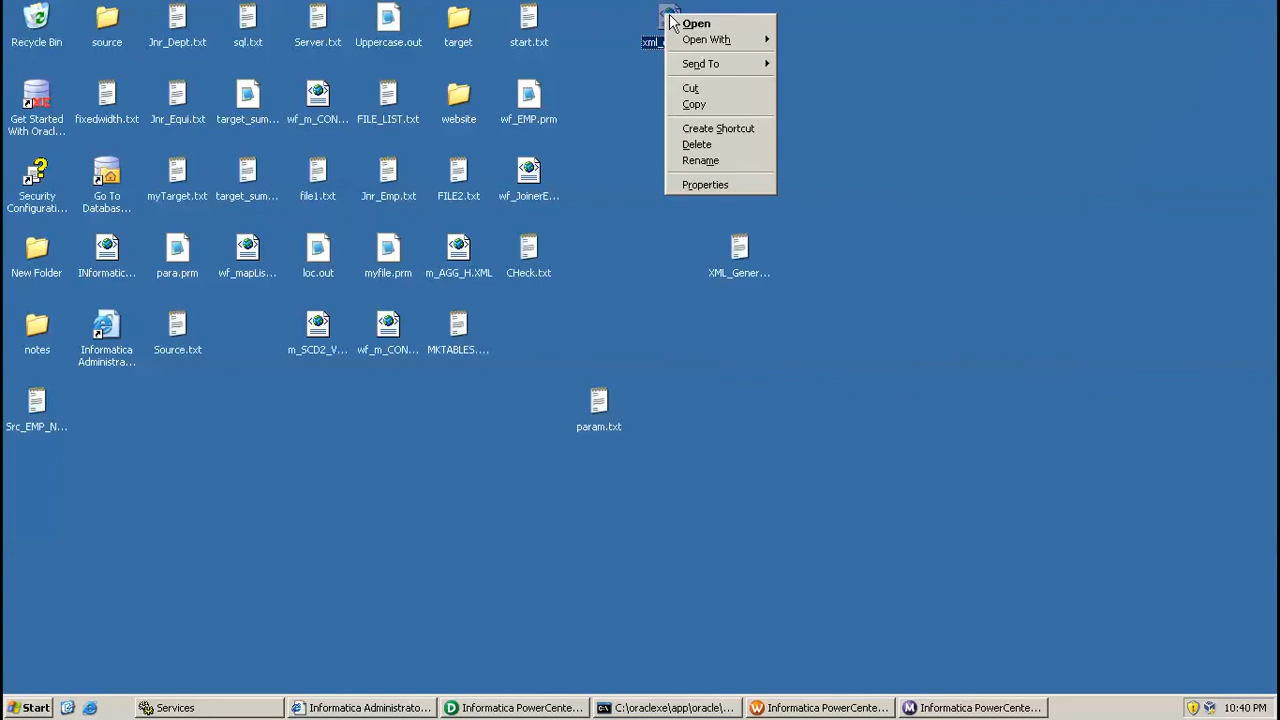 Recycle Bin
source
Jnr_Dept.txt
sql.txt
Server.txt
Uppercase.out
target
start.txt
Get Started
With Oracl...
fixedwidth.txt
Jnr_Equi.txt
target_sum...
wf_m_CON...
FILE_LIST.txt
website
wf_EMP.prm
Security
Configurati...
Go To
Databas...
myTarget.txt
target_sum...
file1.txt
Jnr_Emp.txt
FILE2.txt
wf_JoinerE...
New Folder
INformatic...
para.prm
wf_mapLis...
loc.out
myfile.prm
m_AGG_H.XML
CHeck.txt
XML_Gener...
notes
Informatica
Administra...
Source.txt
m_SCD2_V...
wf_m_CON...
MKTABLES....
Src_EMP_N...
param.txt
Open
Open With
Send To
Cut
Copy
Create Shortcut
Delete
Rename
Properties
Start
Services
Informatica Administrato...
Informatica PowerCente...
C:\oraclexe\app\oracle\...
Informatica PowerCente...
Informatica PowerCente...
10:40 PM